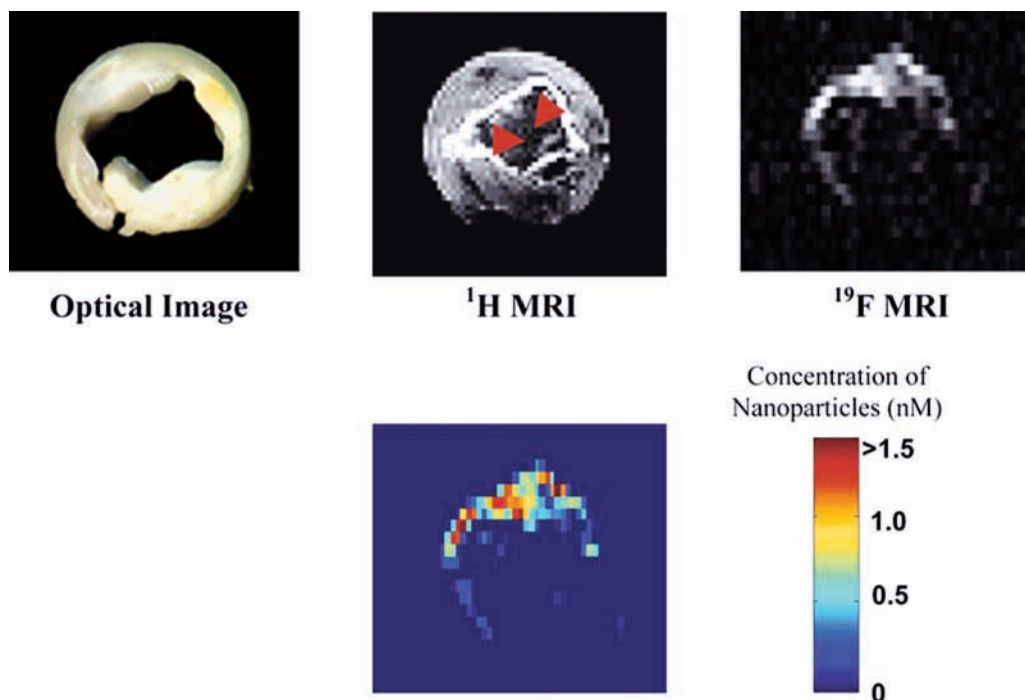 Optical Image
¹H MRI
¹⁹F MRI
Concentration of
Nanoparticles (nM)
>1.5
1.0
0.5
0